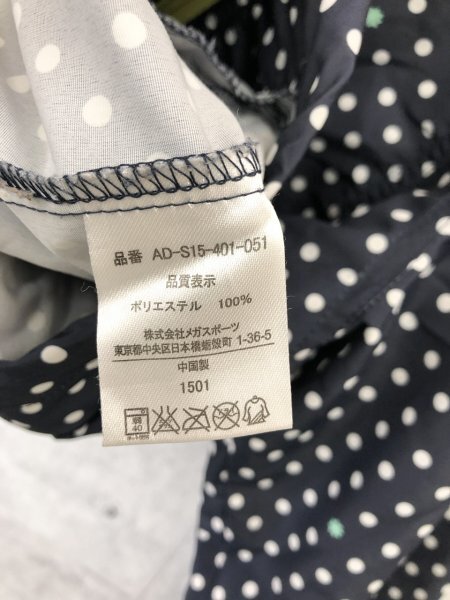 品番 AD-S15-401-051
品質表示
ポリエステル 100%
株式会社メガスポーツ
東京都中央区日本橋蛎殻町 1-36-5
中国製
1501
40